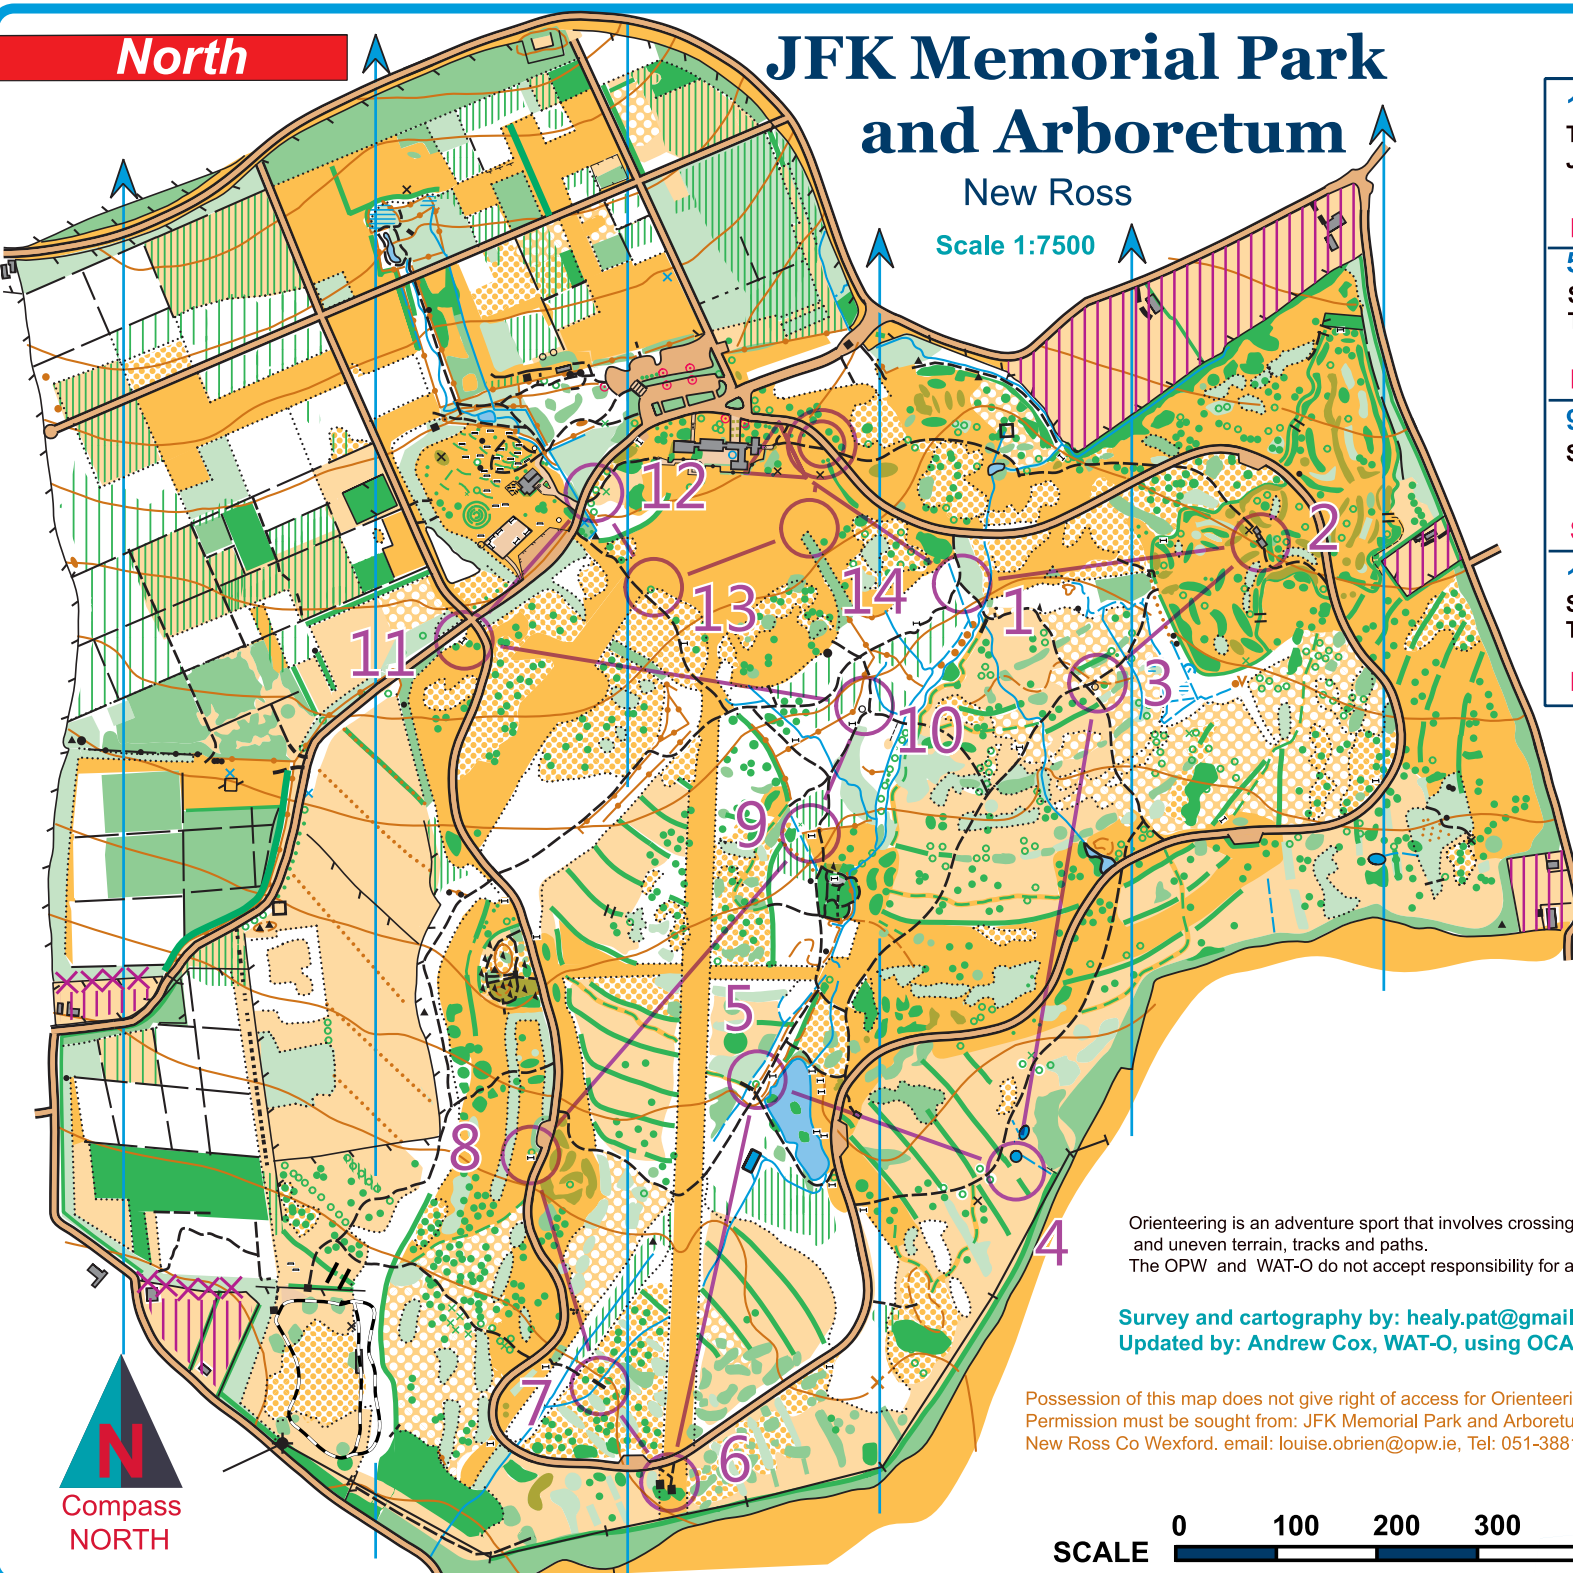 North
JFK Memorial Park
and Arboretum
New Ross
Scale 1:7500
12
2
13
14
1
11
3
10
9
5
8
4
7
6
Orienteering is an adventure sport that involves crossing
and uneven terrain, tracks and paths.
The OPW and WAT-O do not accept responsibility for a
Survey and cartography by: healy.pat@gmail
Updated by: Andrew Cox, WAT-O, using OCA
Possession of this map does not give right of access for Orienteeri
Permission must be sought from: JFK Memorial Park and Arboretu
New Ross Co Wexford. email: louise.obrien@opw.ie, Tel: 051-388
N
Compass
NORTH
0 100 200 300
SCALE